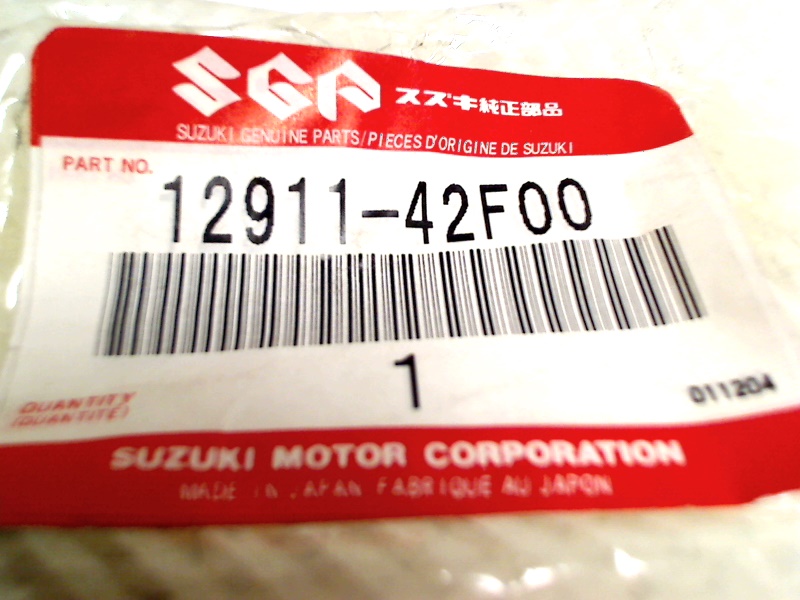 SGP スズキ純正部品
SUZUKI GENUINE PARTS/PIECES D'ORIGINE DE SUZUKI
PART NO. 12911-42F00
1
QUANTITY
(QUANTITÉ)
011204
SUZUKI MOTOR CORPORATION
MADE IN JAPAN FABRIQUE AU JAPON